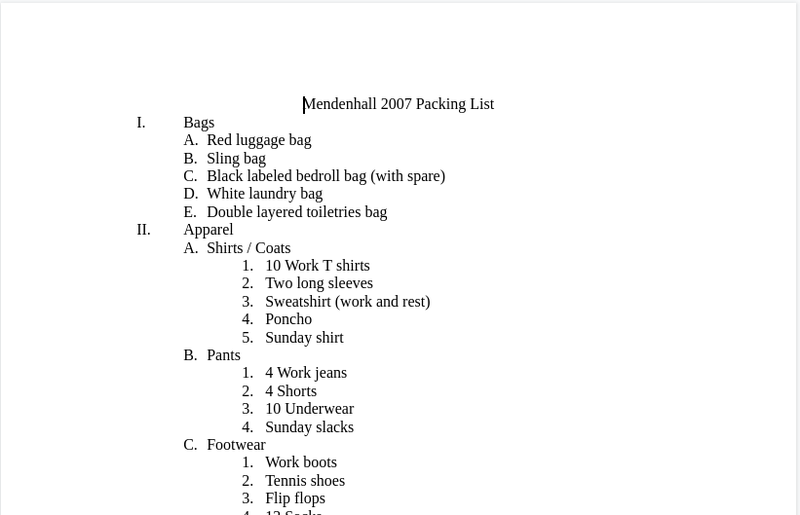 Mendenhall 2007 Packing List
I. Bags
A. Red luggage bag
B. Sling bag
C. Black labeled bedroll bag (with spare)
D. White laundry bag
E. Double layered toiletries bag
II. Apparel
A. Shirts / Coats
1. 10 Work T shirts
2. Two long sleeves
3. Sweatshirt (work and rest)
4. Poncho
5. Sunday shirt
B. Pants
1. 4 Work jeans
2. 4 Shorts
3. 10 Underwear
4. Sunday slacks
C. Footwear
1. Work boots
2. Tennis shoes
3. Flip flops
4. Socks